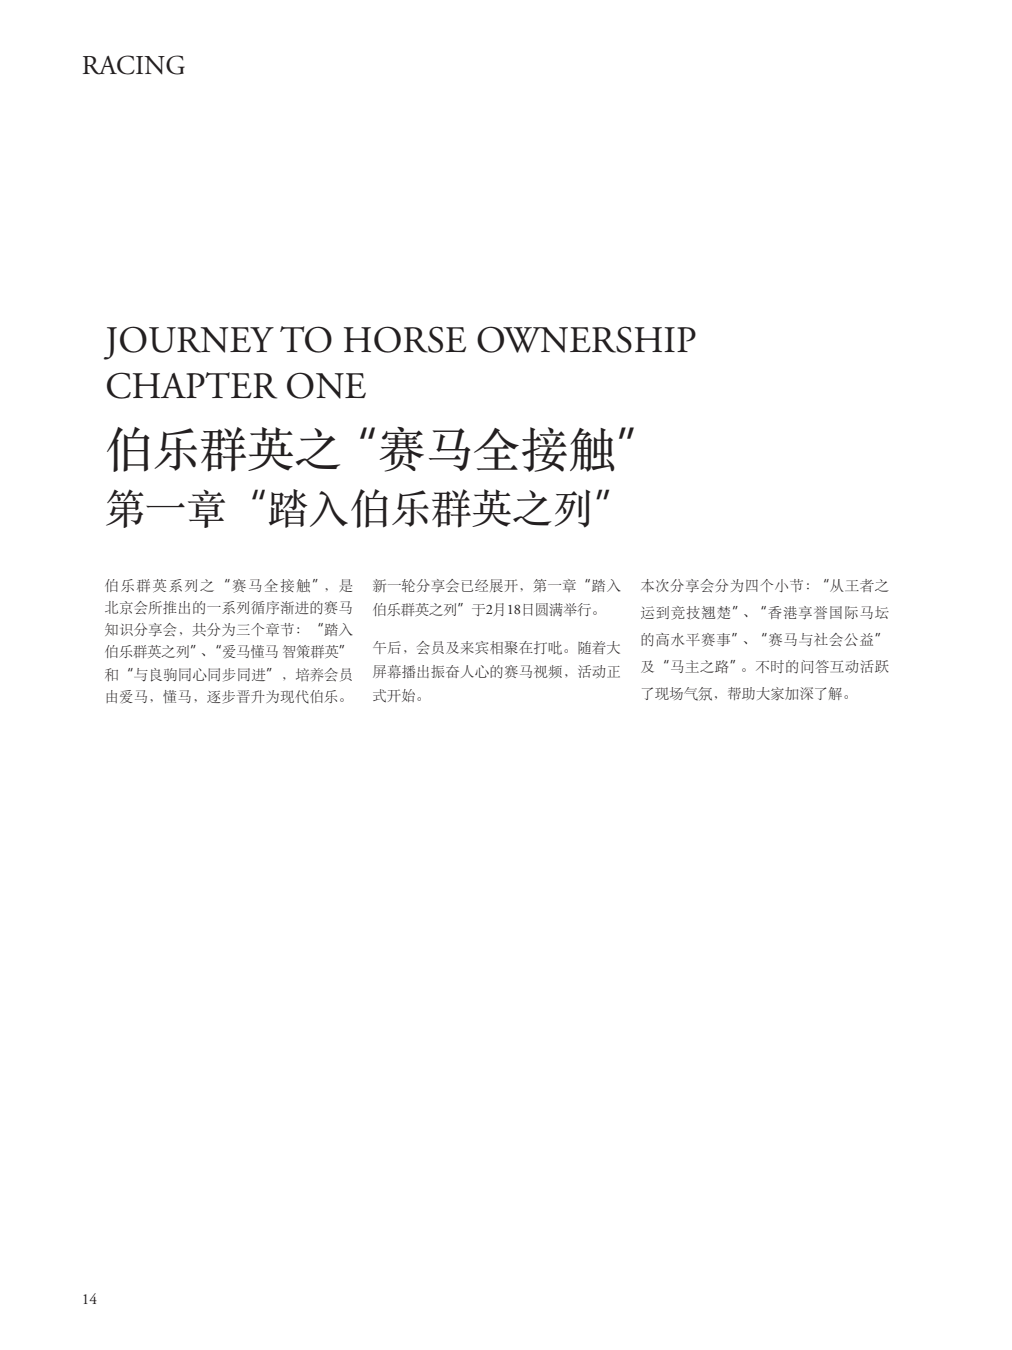 RACING
JOURNEY TO HORSE OWNERSHIP
CHAPTER ONE
伯乐群英之“赛马全接触”
第一章“踏入伯乐群英之列”
伯乐群英系列之“赛马全接触”，是
北京会所推出的一系列循序渐进的赛马
知识分享会，共分为三个章节：“踏入
伯乐群英之列”、“爱马懂马 智策群英”
和“与良驹同心同步同进”，培养会员
由爱马，懂马，逐步晋升为现代伯乐。
新一轮分享会已经展开，第一章“踏入
伯乐群英之列”于2月18日圆满举行。
午后，会员及来宾相聚在打吡。随着大
屏幕播出振奋人心的赛马视频，活动正
式开始。
本次分享会分为四个小节：“从王者之
运到竞技翘楚”、“香港享誉国际马坛
的高水平赛事”、“赛马与社会公益”
及“马主之路”。不时的问答互动活跃
了现场气氛，帮助大家加深了解。
14